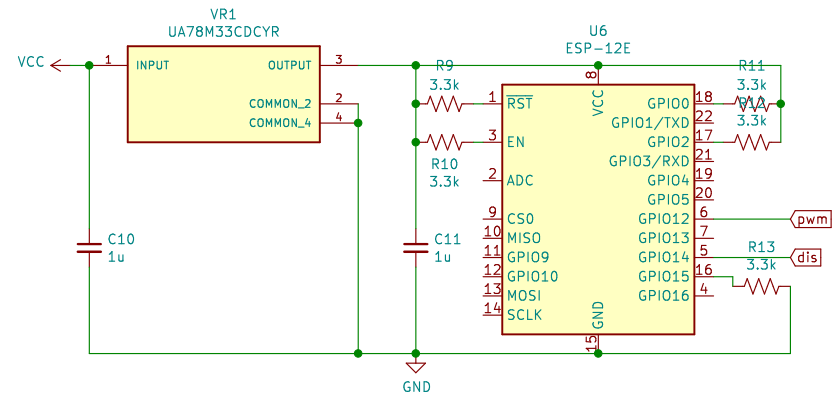 VR1
UA78M33CDCYR
VCC
1
INPUT
OUTPUT
3
COMMON_2
2
COMMON_4
4
C10
1u
R9
3.3k
R10
3.3k
C11
1u
GND
U6
ESP-12E
8
VCC
1
RST
3
EN
2
ADC
9
CS0
10
MISO
11
GPIO9
12
GPIO10
13
MOSI
14
SCLK
GND
15
GPIO0
18
GPIO1/TXD
22
GPIO2
17
GPIO3/RXD
21
GPIO4
19
GPIO5
20
GPIO12
6
GPIO13
7
GPIO14
5
GPIO15
16
GPIO16
4
R11
3.3k
R12
3.3k
pwm
dis
R13
3.3k